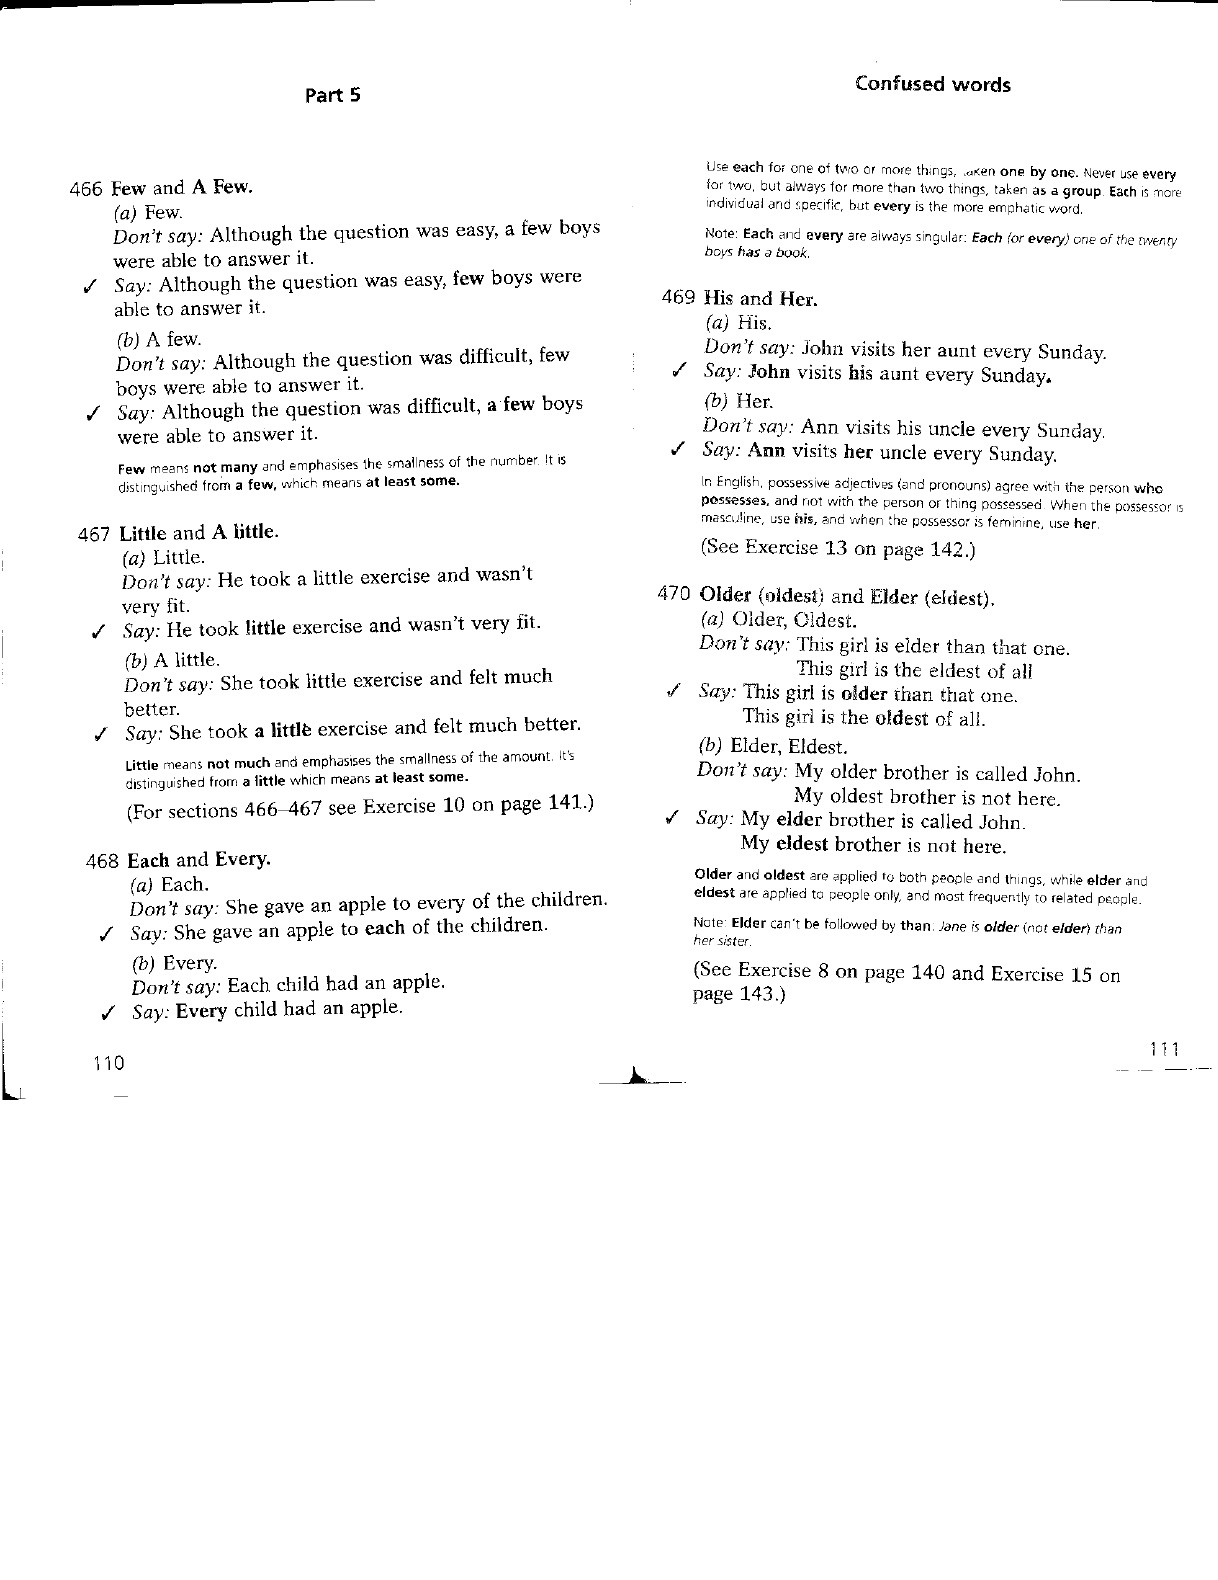 Part 5
466 Few and A Few.
(a) Few.
Don't say: Although the question was easy, a few boys
were able to answer it.
✓ Say: Although the question was easy, few boys were
able to answer it.
(b) A few.
Don't say: Although the question was difficult, few
boys were able to answer it.
✓ Say: Although the question was difficult, a few boys
were able to answer it.
Few means not many and emphasises the smallness of the number. It is
distinguished from a few, which means at least some.
467 Little and A little.
(a) Little.
Don't say: He took a little exercise and wasn't
very fit.
✓ Say: He took little exercise and wasn't very fit.
(b) A little.
Don't say: She took little exercise and felt much
better.
✓ Say: She took a little exercise and felt much better.
Little means not much and emphasises the smallness of the amount. It's
distinguished from a little which means at least some.
(For sections 466–467 see Exercise 10 on page 141.)
468 Each and Every.
(a) Each.
Don't say: She gave an apple to every of the children.
✓ Say: She gave an apple to each of the children.
(b) Every.
Don't say: Each child had an apple.
✓ Say: Every child had an apple.
110
Confused words
Use each for one of two or more things, taken one by one. Never use every
for two, but always for more than two things, taken as a group. Each is more
individual and specific, but every is the more emphatic word.
Note: Each and every are always singular: Each (or every) one of the twenty
boys has a book.
469 His and Her.
(a) His.
Don't say: John visits her aunt every Sunday.
✓ Say: John visits his aunt every Sunday.
(b) Her.
Don't say: Ann visits his uncle every Sunday.
✓ Say: Ann visits her uncle every Sunday.
In English, possessive adjectives (and pronouns) agree with the person who
possesses, and not with the person or thing possessed. When the possessor is
masculine, use his, and when the possessor is feminine, use her.
(See Exercise 13 on page 142.)
470 Older (oldest) and Elder (eldest).
(a) Older, Oldest.
Don't say: This girl is elder than that one.
This girl is the eldest of all
✓ Say: This girl is older than that one.
This girl is the oldest of all.
(b) Elder, Eldest.
Don't say: My older brother is called John.
My oldest brother is not here.
✓ Say: My elder brother is called John.
My eldest brother is not here.
Older and oldest are applied to both people and things, while elder and
eldest are applied to people only, and most frequently to related people.
Note: Elder can't be followed by than: Jane is older (not elder) than
her sister.
(See Exercise 8 on page 140 and Exercise 15 on
page 143.)
111